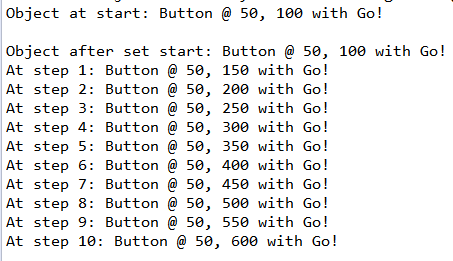 Object at start: Button @ 50, 100 with Go!
Object after set start: Button @ 50, 100 with Go!
At step 1: Button @ 50, 150 with Go!
At step 2: Button @ 50, 200 with Go!
At step 3: Button @ 50, 250 with Go!
At step 4: Button @ 50, 300 with Go!
At step 5: Button @ 50, 350 with Go!
At step 6: Button @ 50, 400 with Go!
At step 7: Button @ 50, 450 with Go!
At step 8: Button @ 50, 500 with Go!
At step 9: Button @ 50, 550 with Go!
At step 10: Button @ 50, 600 with Go!